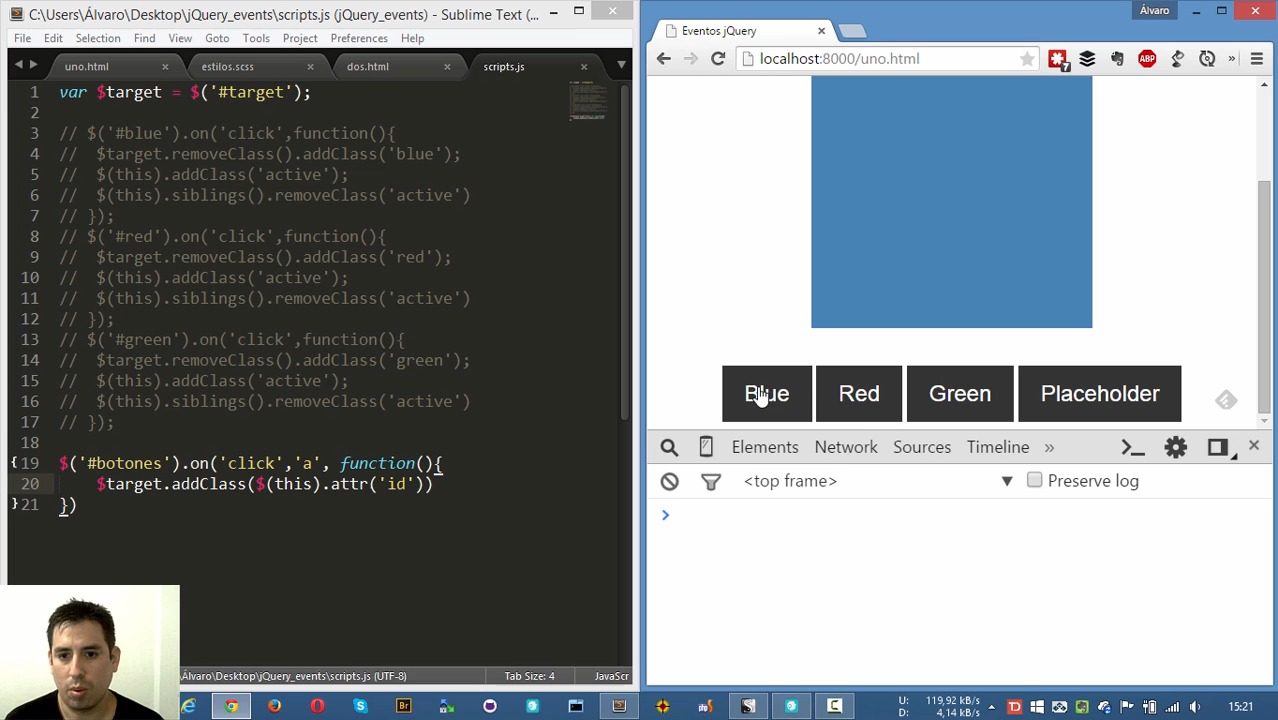 C:\Users\Álvaro\Desktop\jQuery_events\scripts.js (jQuery_events) - Sublime Text (...
File Edit Selection Find View Goto Tools Project Preferences Help
uno.html × estilos.scss × dos.html × scripts.js ×
1 var $target = $('#target');
2
3 // $('#blue').on('click',function(){
4 //  $target.removeClass().addClass('blue');
5 //  $(this).addClass('active');
6 //  $(this).siblings().removeClass('active')
7 // });
8 // $('#red').on('click',function(){
9 //  $target.removeClass().addClass('red');
10 //  $(this).addClass('active');
11 //  $(this).siblings().removeClass('active')
12 // });
13 // $('#green').on('click',function(){
14 //  $target.removeClass().addClass('green');
15 //  $(this).addClass('active');
16 //  $(this).siblings().removeClass('active')
17 // });
18
19 $('#botones').on('click','a', function(){
20     $target.addClass($(this).attr('id'))
21 })
\Álvaro\Desktop\jQuery_events\scripts.js (UTF-8) Tab Size: 4 JavaScr
Álvaro
Eventos jQuery ×
localhost:8000/uno.html
7
ABP
Blue Red Green Placeholder
Elements Network Sources Timeline »
<top frame> Preserve log
Br
U: 119,92 kB/s
D: 4,14 kB/s
15:21